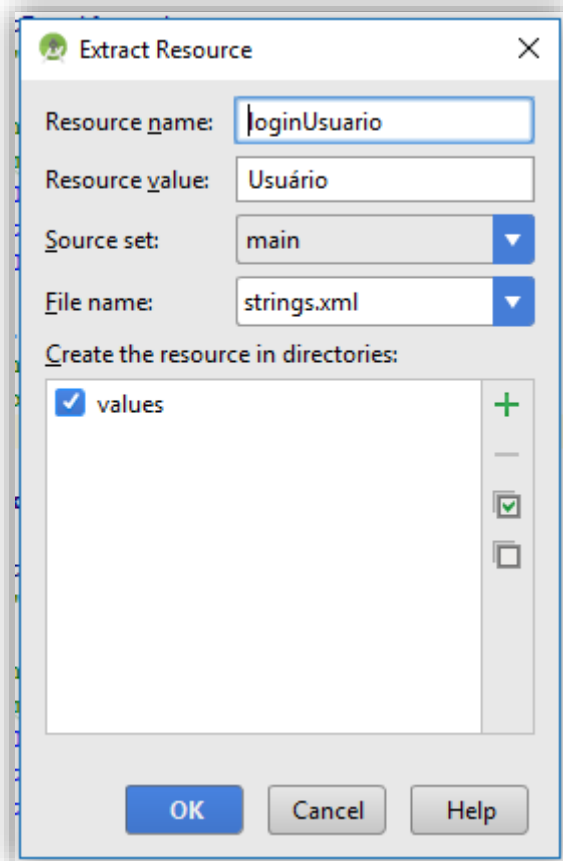 Extract Resource
Resource name: loginUsuario
Resource value: Usuário
Source set: main
File name: strings.xml
Create the resource in directories:
values
OK Cancel Help